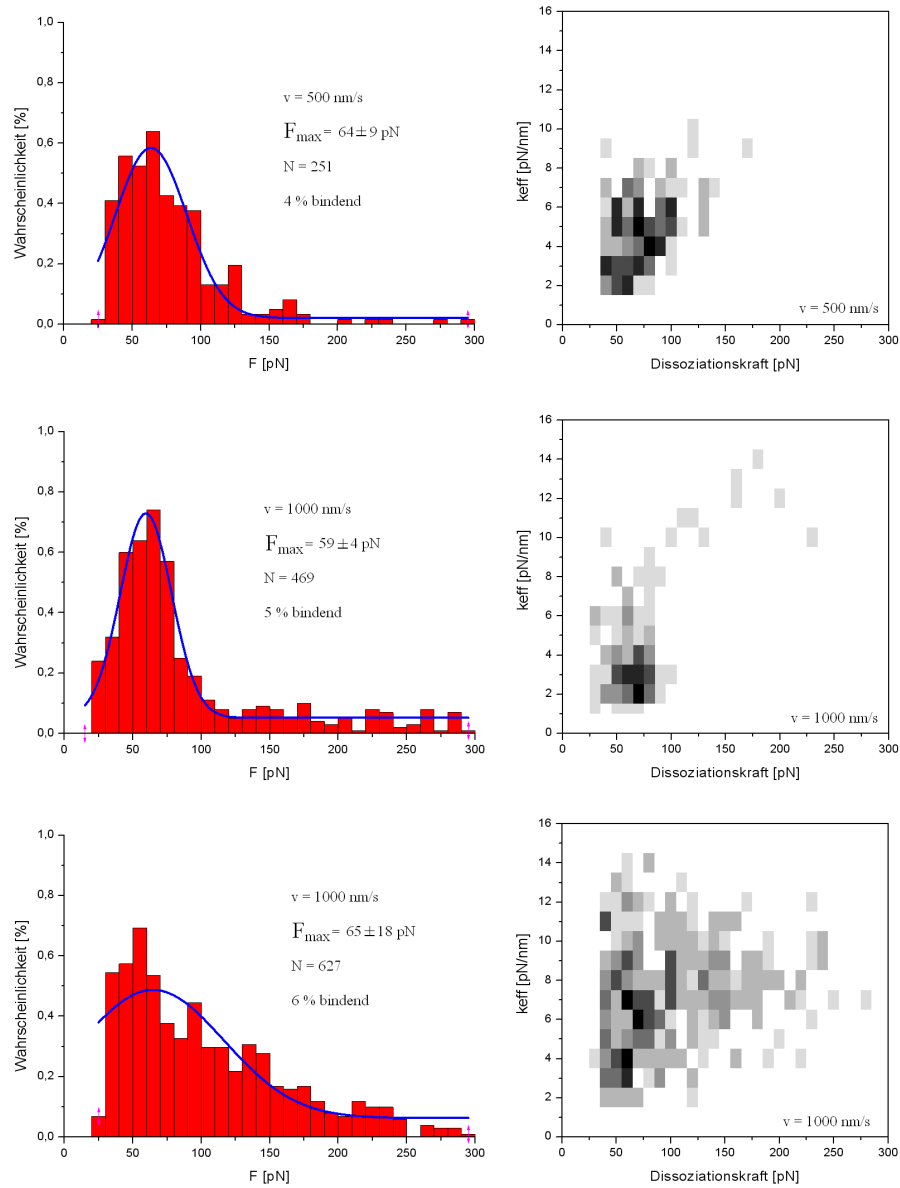 1,0
0,8
0,6
0,4
0,2
0,0
Wahrscheinlichkeit [%]
v = 500 nm/s
Fmax = 64±9 pN
N = 251
4 % bindend
0 50 100 150 200 250 300
F [pN]
16
14
12
10
8
6
4
2
0
keff [pN/nm]
v = 500 nm/s
0 50 100 150 200 250 300
Dissoziationskraft [pN]
1,0
0,8
0,6
0,4
0,2
0,0
Wahrscheinlichkeit [%]
v = 1000 nm/s
Fmax = 59±4 pN
N = 469
5 % bindend
0 50 100 150 200 250 300
F [pN]
16
14
12
10
8
6
4
2
0
keff [pN/nm]
v = 1000 nm/s
0 50 100 150 200 250 300
Dissoziationskraft [pN]
1,0
0,8
0,6
0,4
0,2
0,0
Wahrscheinlichkeit [%]
v = 1000 nm/s
Fmax = 65±18 pN
N = 627
6 % bindend
0 50 100 150 200 250 300
F [pN]
16
14
12
10
8
6
4
2
0
keff [pN/nm]
v = 1000 nm/s
0 50 100 150 200 250 300
Dissoziationskraft [pN]